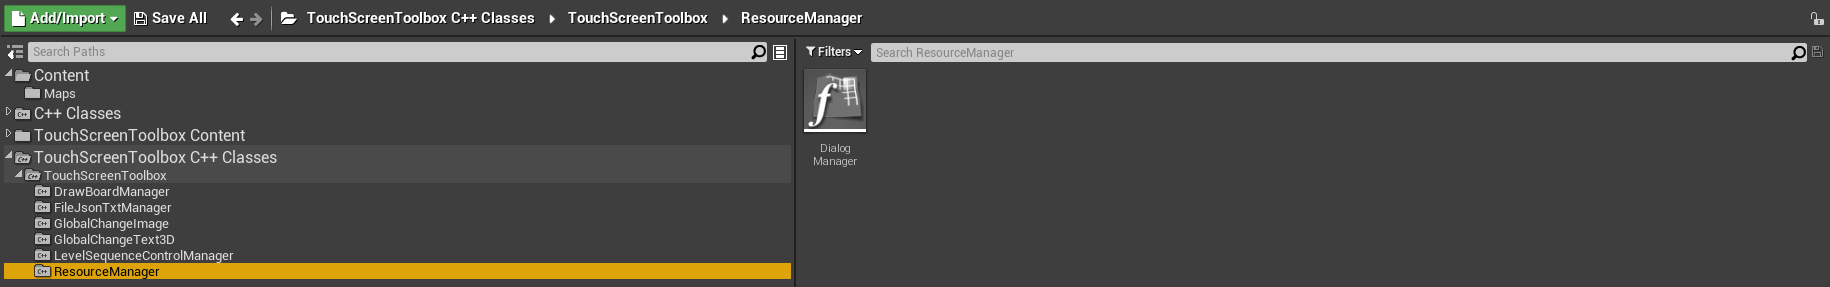 Add/Import Save All TouchScreenToolbox C++ Classes TouchScreenToolbox ResourceManager
Search Paths
Content
Maps
C++ Classes
TouchScreenToolbox Content
TouchScreenToolbox C++ Classes
TouchScreenToolbox
DrawBoardManager
FileJsonTxtManager
GlobalChangeImage
GlobalChangeText3D
LevelSequenceControlManager
ResourceManager
Filters Search ResourceManager
Dialog
Manager